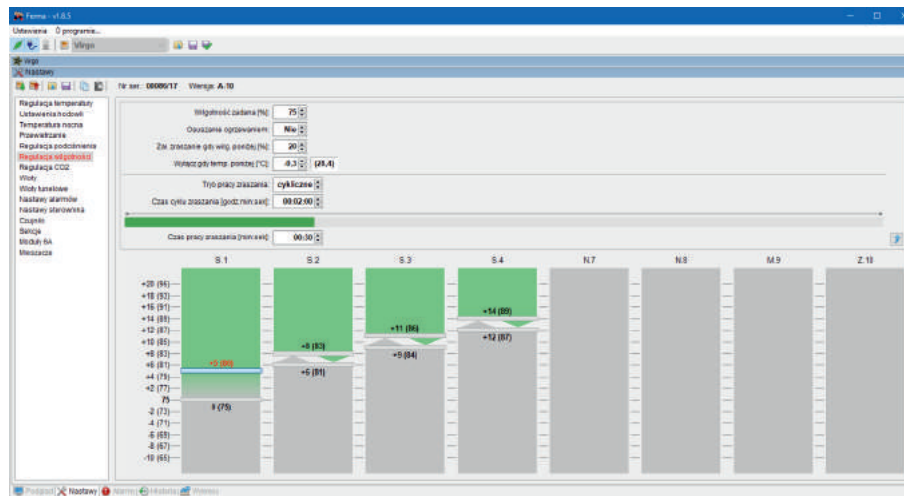 Ferma - v1.0.5
Ustawienia O programie...
Virgo
Virgo
Nastawy
Nr ser.: 00086/17 Wersja: A.10
Regulacja temperatury
Ustawienia hodowli
Temperatura nocna
Przewietrzanie
Regulacja podciśnienia
Regulacja wilgotności
Regulacja CO2
Wloty
Wloty tunelowe
Nastawy alarmów
Nastawy sterownika
Czujniki
Sekcje
Moduły 6A
Mieszacze
Wilgotność zadana [%]: 75
Osuszanie ogrzewaniem: Nie
Zał. zraszanie gdy wilg. poniżej [%]: 20
Wyłącz gdy temp. poniżej [°C]: -0,3 (28,4)
Tryb pracy zraszania: cykliczne
Czas cyklu zraszania [godz:min:sek]: 00:02:00
Czas pracy zraszania [min:sek]: 00:30
S.1 S.2 S.3 S.4 N.7 N.8 M.9 Z.10
+20 (95)
+18 (93)
+16 (91)
+14 (89)
+12 (87)
+10 (85)
+8 (83)
+6 (81)
+4 (79)
+2 (77)
75
-2 (73)
-4 (71)
-6 (69)
-8 (67)
-10 (65)
0 (75)
+8 (83)
+6 (81)
+11 (86)
+9 (84)
+14 (89)
+12 (87)
Podgląd Nastawy Alarmy Historia Wykresy